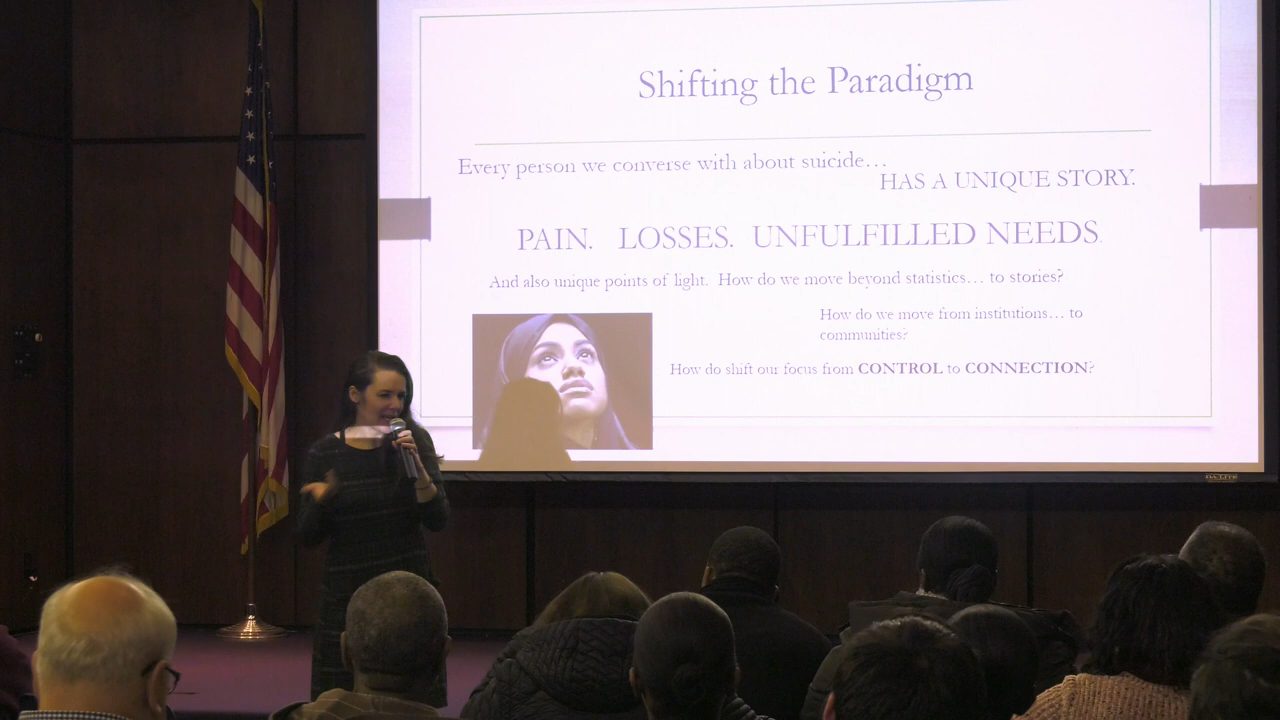 Shifting the Paradigm
Every person we converse with about suicide…
HAS A UNIQUE STORY.
PAIN. LOSSES. UNFULFILLED NEEDS.
And also unique points of light. How do we move beyond statistics… to stories?
How do we move from institutions… to
communities?
How do shift our focus from CONTROL to CONNECTION?
DA-LITE